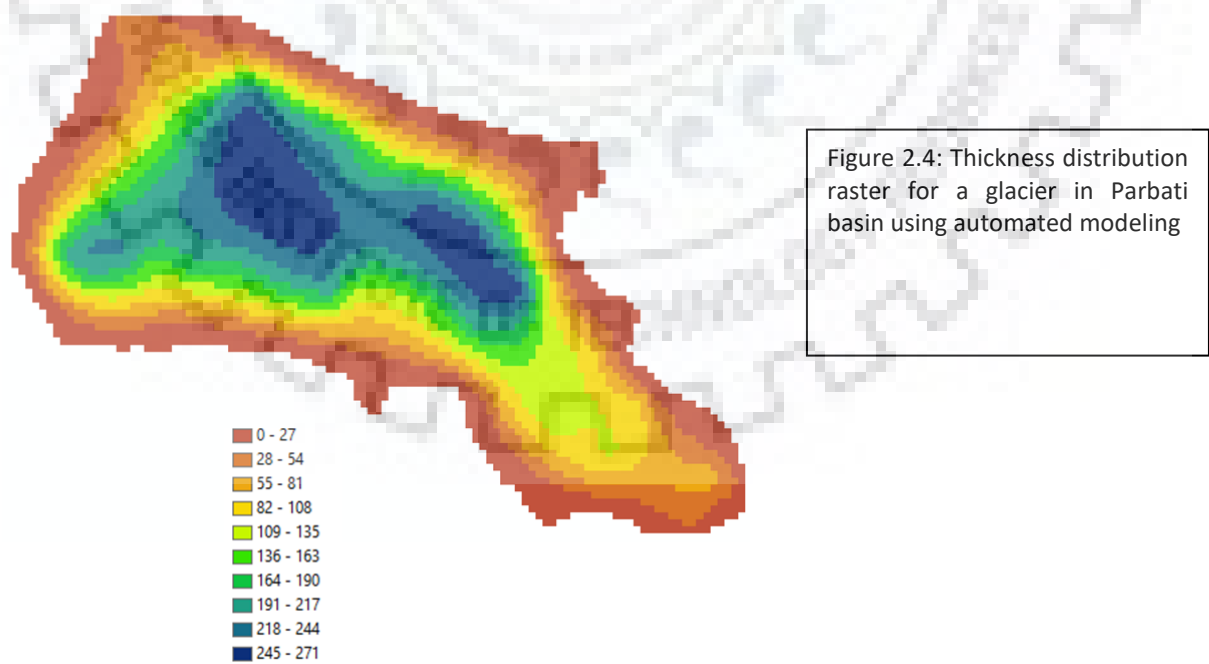 Figure 2.4: Thickness distribution
raster for a glacier in Parbati
basin using automated modeling
0 - 27
28 - 54
55 - 81
82 - 108
109 - 135
136 - 163
164 - 190
191 - 217
218 - 244
245 - 271